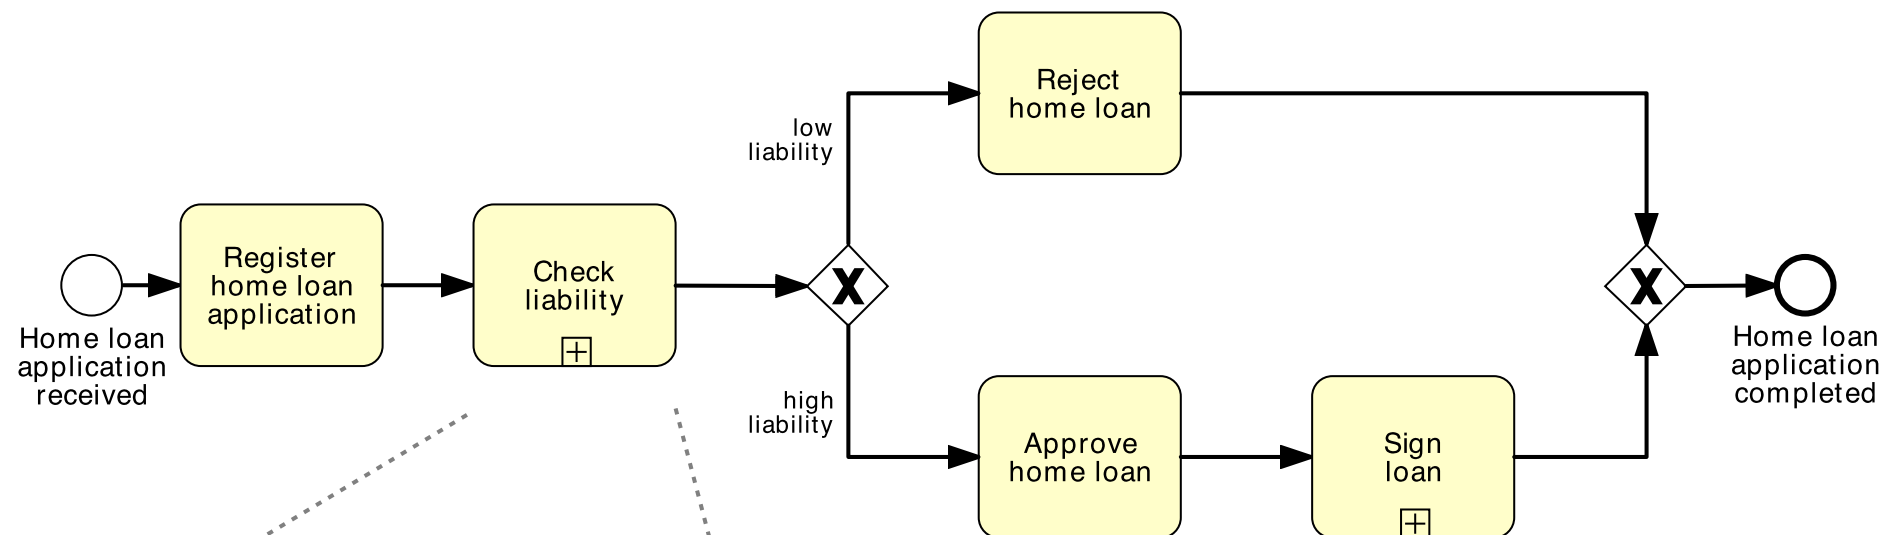 Home loan
application
received
Register
home loan
application
Check
liability
low
liability
Reject
home loan
high
liability
Approve
home loan
Sign
loan
Home loan
application
completed